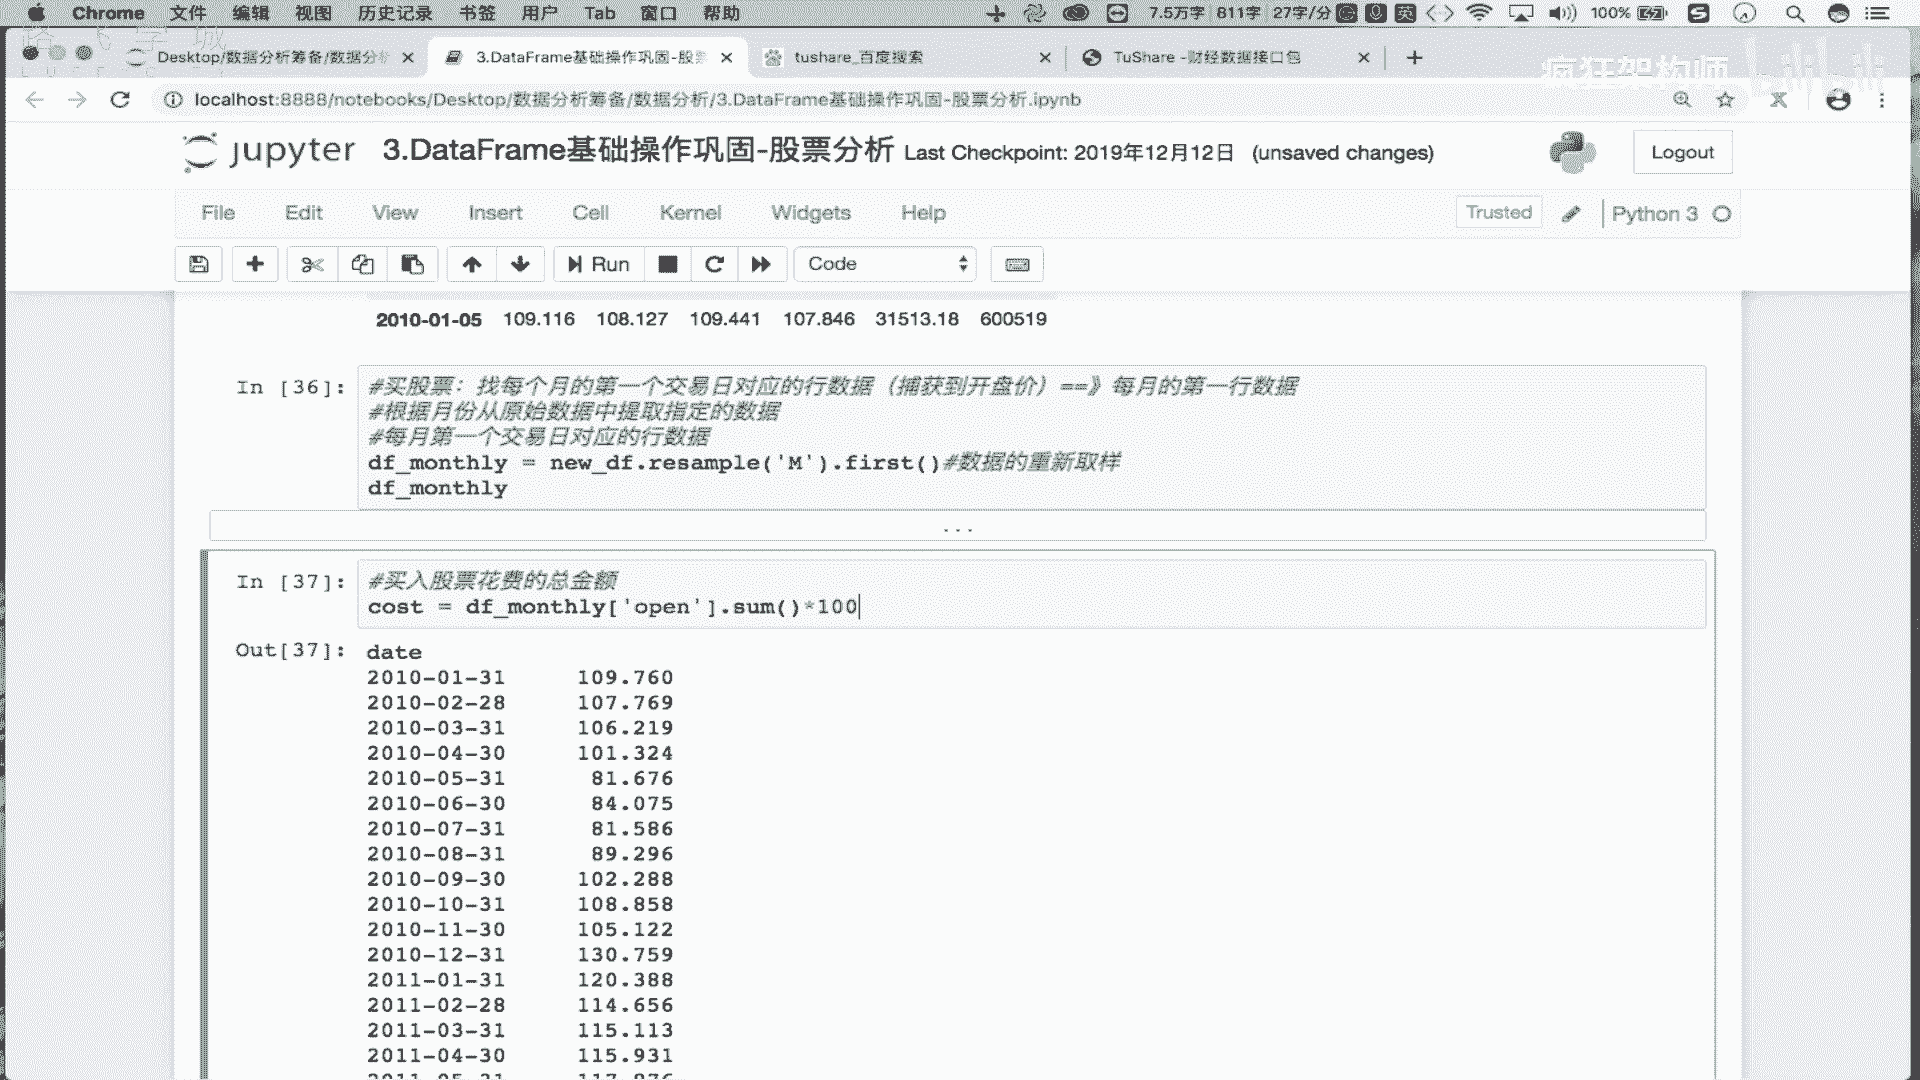 Chrome 文件 编辑 视图 历史记录 书签 用户 Tab 窗口 帮助 7.5万字 811字 27字/分 英 100%
Desktop/数据分析筹备/数据分析 3.DataFrame基础操作巩固-股票 tushare_百度搜索 TuShare -财经数据接口包
疯狂架构师 bilibili
localhost:8888/notebooks/Desktop/数据分析筹备/数据分析/3.DataFrame基础操作巩固-股票分析.ipynb
jupyter 3.DataFrame基础操作巩固-股票分析 Last Checkpoint: 2019年12月12日 (unsaved changes) Logout
File Edit View Insert Cell Kernel Widgets Help Trusted Python 3
Run Code
2010-01-05 109.116 108.127 109.441 107.846 31513.18 600519
In [36]: #买股票：找每个月的第一个交易日对应的行数据（捕获到开盘价）==》每月的第一行数据
#根据月份从原始数据中提取指定的数据
#每月第一个交易日对应的行数据
df_monthly = new_df.resample('M').first()#数据的重新取样
df_monthly
...
In [37]: #买入股票花费的总金额
cost = df_monthly['open'].sum()*100
Out[37]: date
2010-01-31 109.760
2010-02-28 107.769
2010-03-31 106.219
2010-04-30 101.324
2010-05-31 81.676
2010-06-30 84.075
2010-07-31 81.586
2010-08-31 89.296
2010-09-30 102.288
2010-10-31 108.858
2010-11-30 105.122
2010-12-31 130.759
2011-01-31 120.388
2011-02-28 114.656
2011-03-31 115.113
2011-04-30 115.931